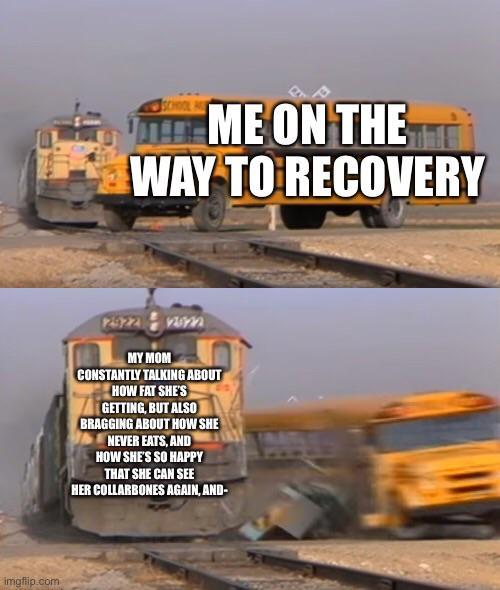 SCHOOL
ME ON THE
WAY TO RECOVERY
2922 2922
MY MOM
CONSTANTLY TALKING ABOUT
HOW FAT SHE'S
GETTING, BUT ALSO
BRAGGING ABOUT HOW SHE
NEVER EATS, AND
HOW SHE'S SO HAPPY
THAT SHE CAN SEE
HER COLLARBONES AGAIN, AND-
imgflip.com